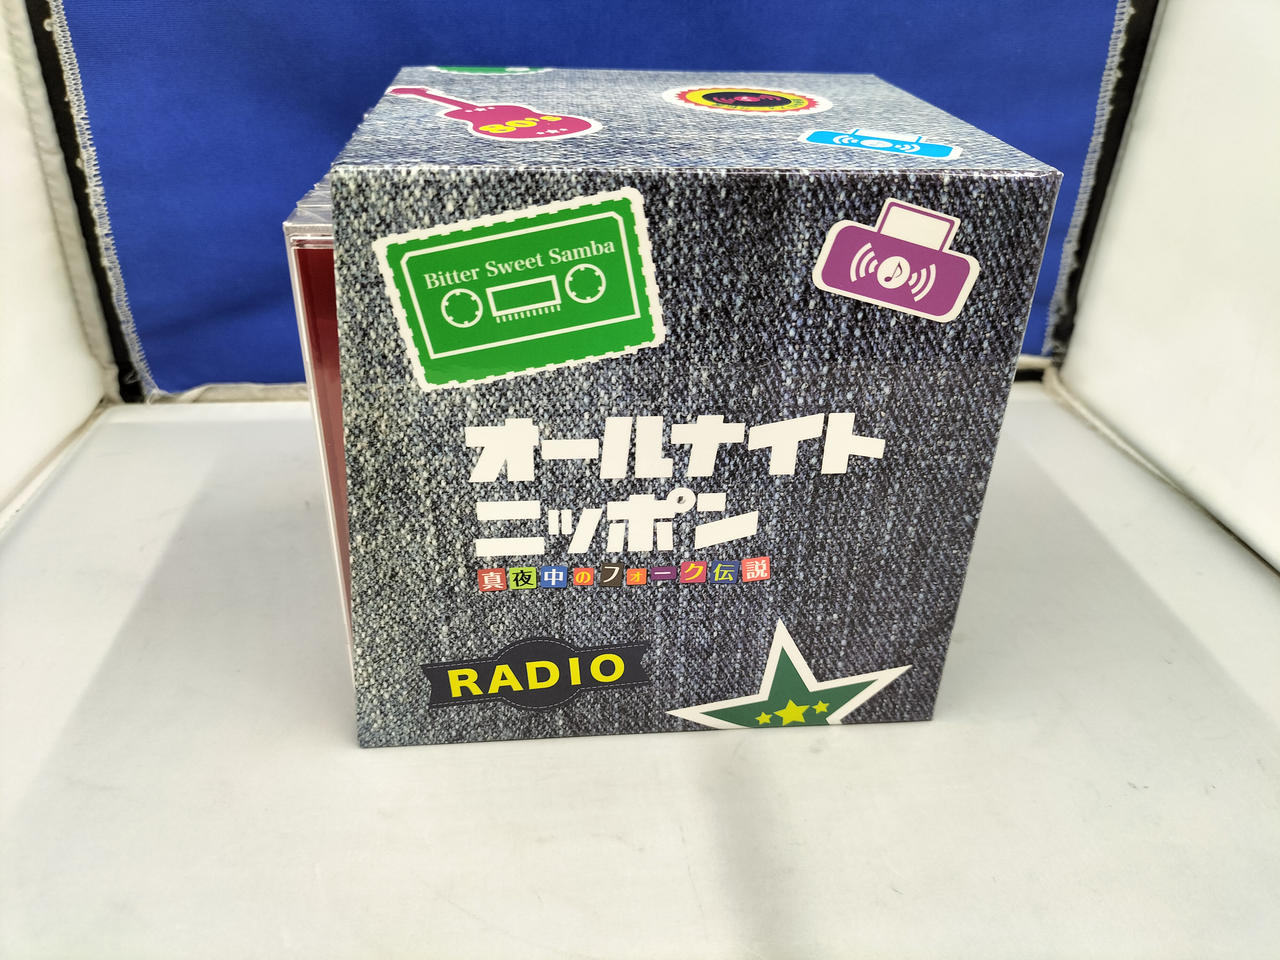 80's
Bitter Sweet Samba
オールナイト
ニッポン
真夜中のフォーク伝説
RADIO